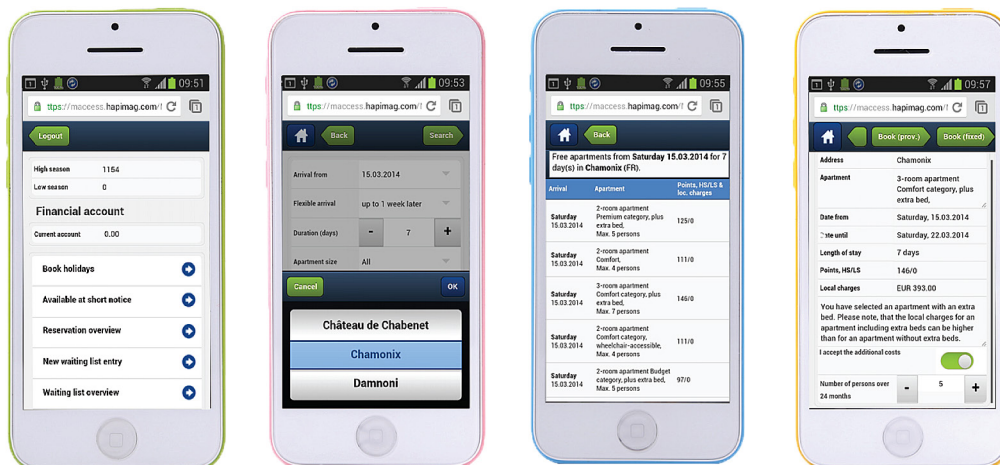 1
09:51
ttps://maccess.hapimag.com/f
1
Logout
High season 1154
Low season 0
Financial account
Current account: 0.00
Book holidays
Available at short notice
Reservation overview
New waiting list entry
Waiting list overview
1
09:53
ttps://maccess.hapimag.com/f
1
Back Search
Arrival from 15.03.2014
Flexible arrival up to 1 week later
Duration (days) - 7 +
Apartment size All
Cancel OK
Château de Chabenet
Chamonix
Damnoni
1
09:55
ttps://maccess.hapimag.com/f
1
Back
Free apartments from Saturday 15.03.2014 for 7
day(s) in Chamonix (FR).
Arrival Apartment Points, HS/LS &
loc. charges
Saturday
15.03.2014
2-room apartment
Premium category, plus
extra bed,
Max. 5 persons
125/0
Saturday
15.03.2014
2-room apartment
Comfort,
Max. 4 persons
111/0
Saturday
15.03.2014
3-room apartment
Comfort category, plus
extra bed,
Max. 7 persons
146/0
Saturday
15.03.2014
2-room apartment
Comfort category,
wheelchair-accessible,
Max. 4 persons
111/0
Saturday
15.03.2014
2-room apartment Budget
category, plus extra bed,
Max. 5 persons
97/0
1
09:57
ttps://maccess.hapimag.com/f
1
Book (prov.) Book (fixed)
Address Chamonix
Apartment 3-room apartment
Comfort category, plus
extra bed,
Date from Saturday, 15.03.2014
Date until Saturday, 22.03.2014
Length of stay 7 days
Points, HS/LS 146/0
Local charges EUR 393.00
You have selected an apartment with an extra
bed. Please note, that the local charges for an
apartment including extra beds can be higher
than for an apartment without extra beds.
I accept the additional costs
Number of persons over
24 months
- 5 +